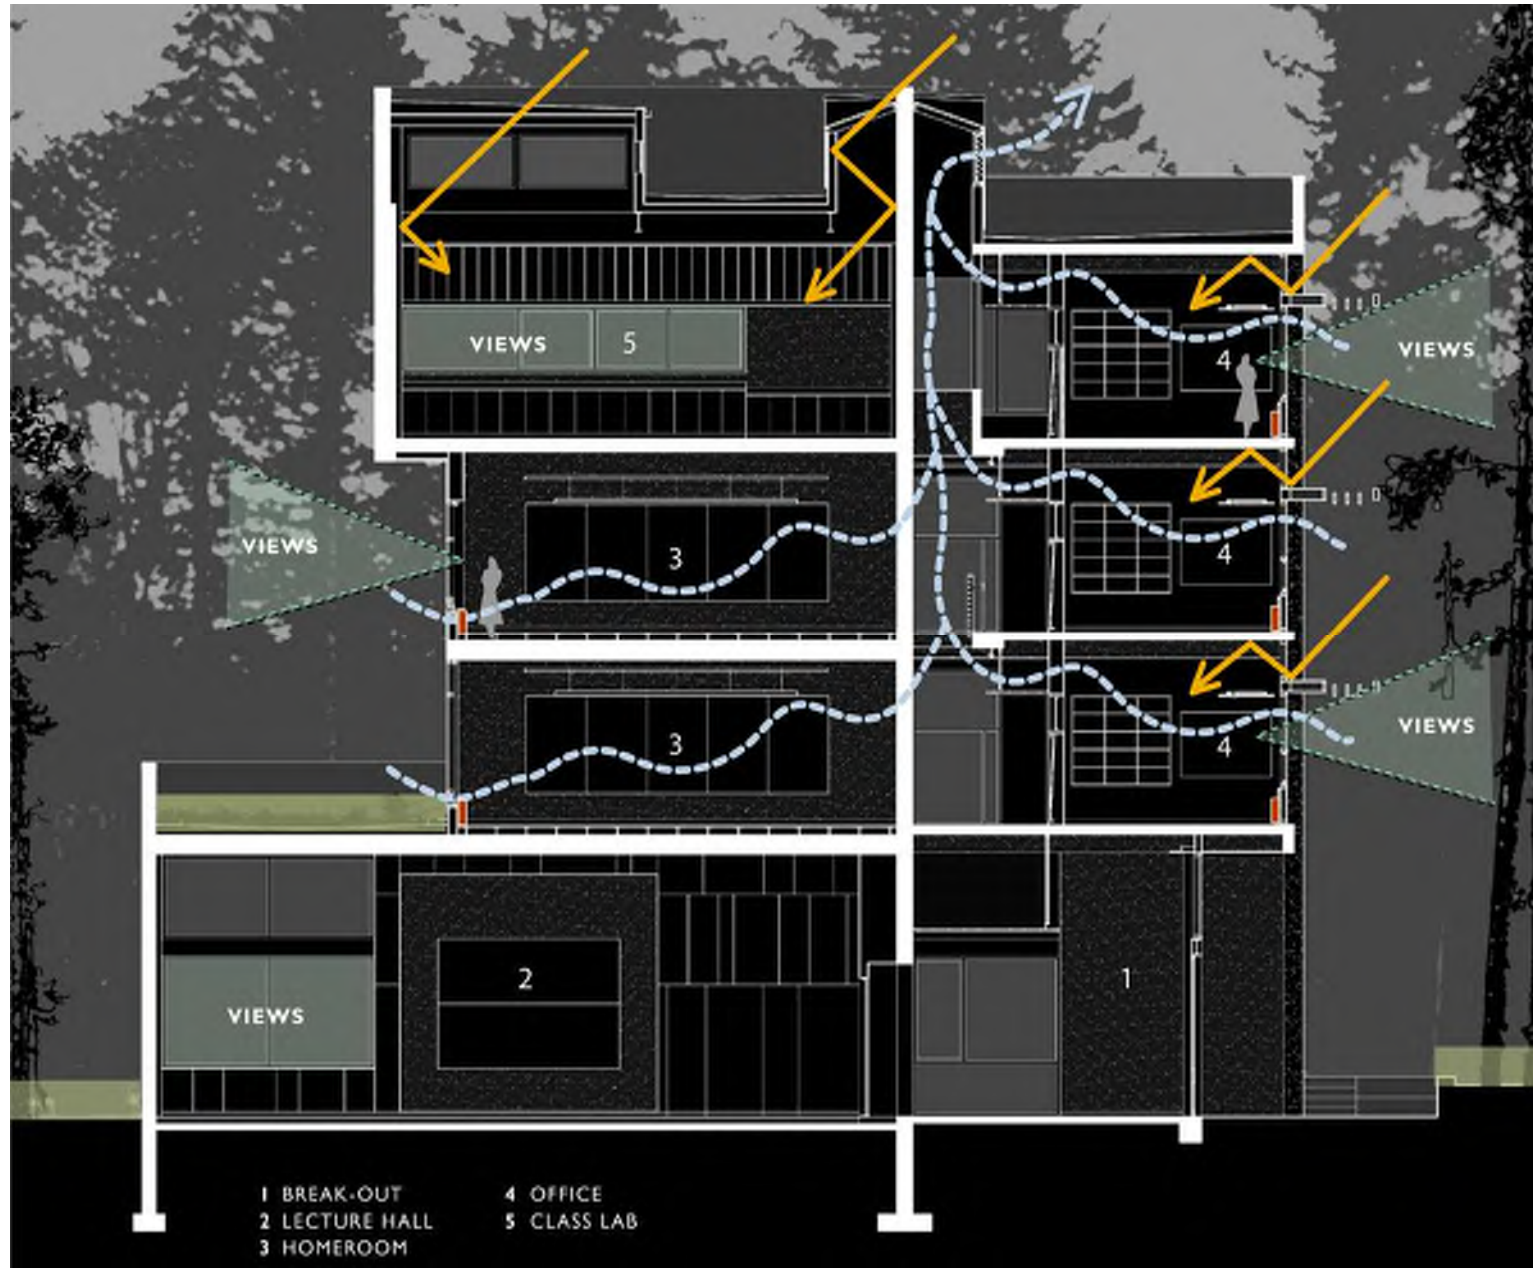 VIEWS 5
4 VIEWS
VIEWS
3
4
3
4 VIEWS
2
1
VIEWS
1 BREAK-OUT
2 LECTURE HALL
3 HOMEROOM
4 OFFICE
5 CLASS LAB